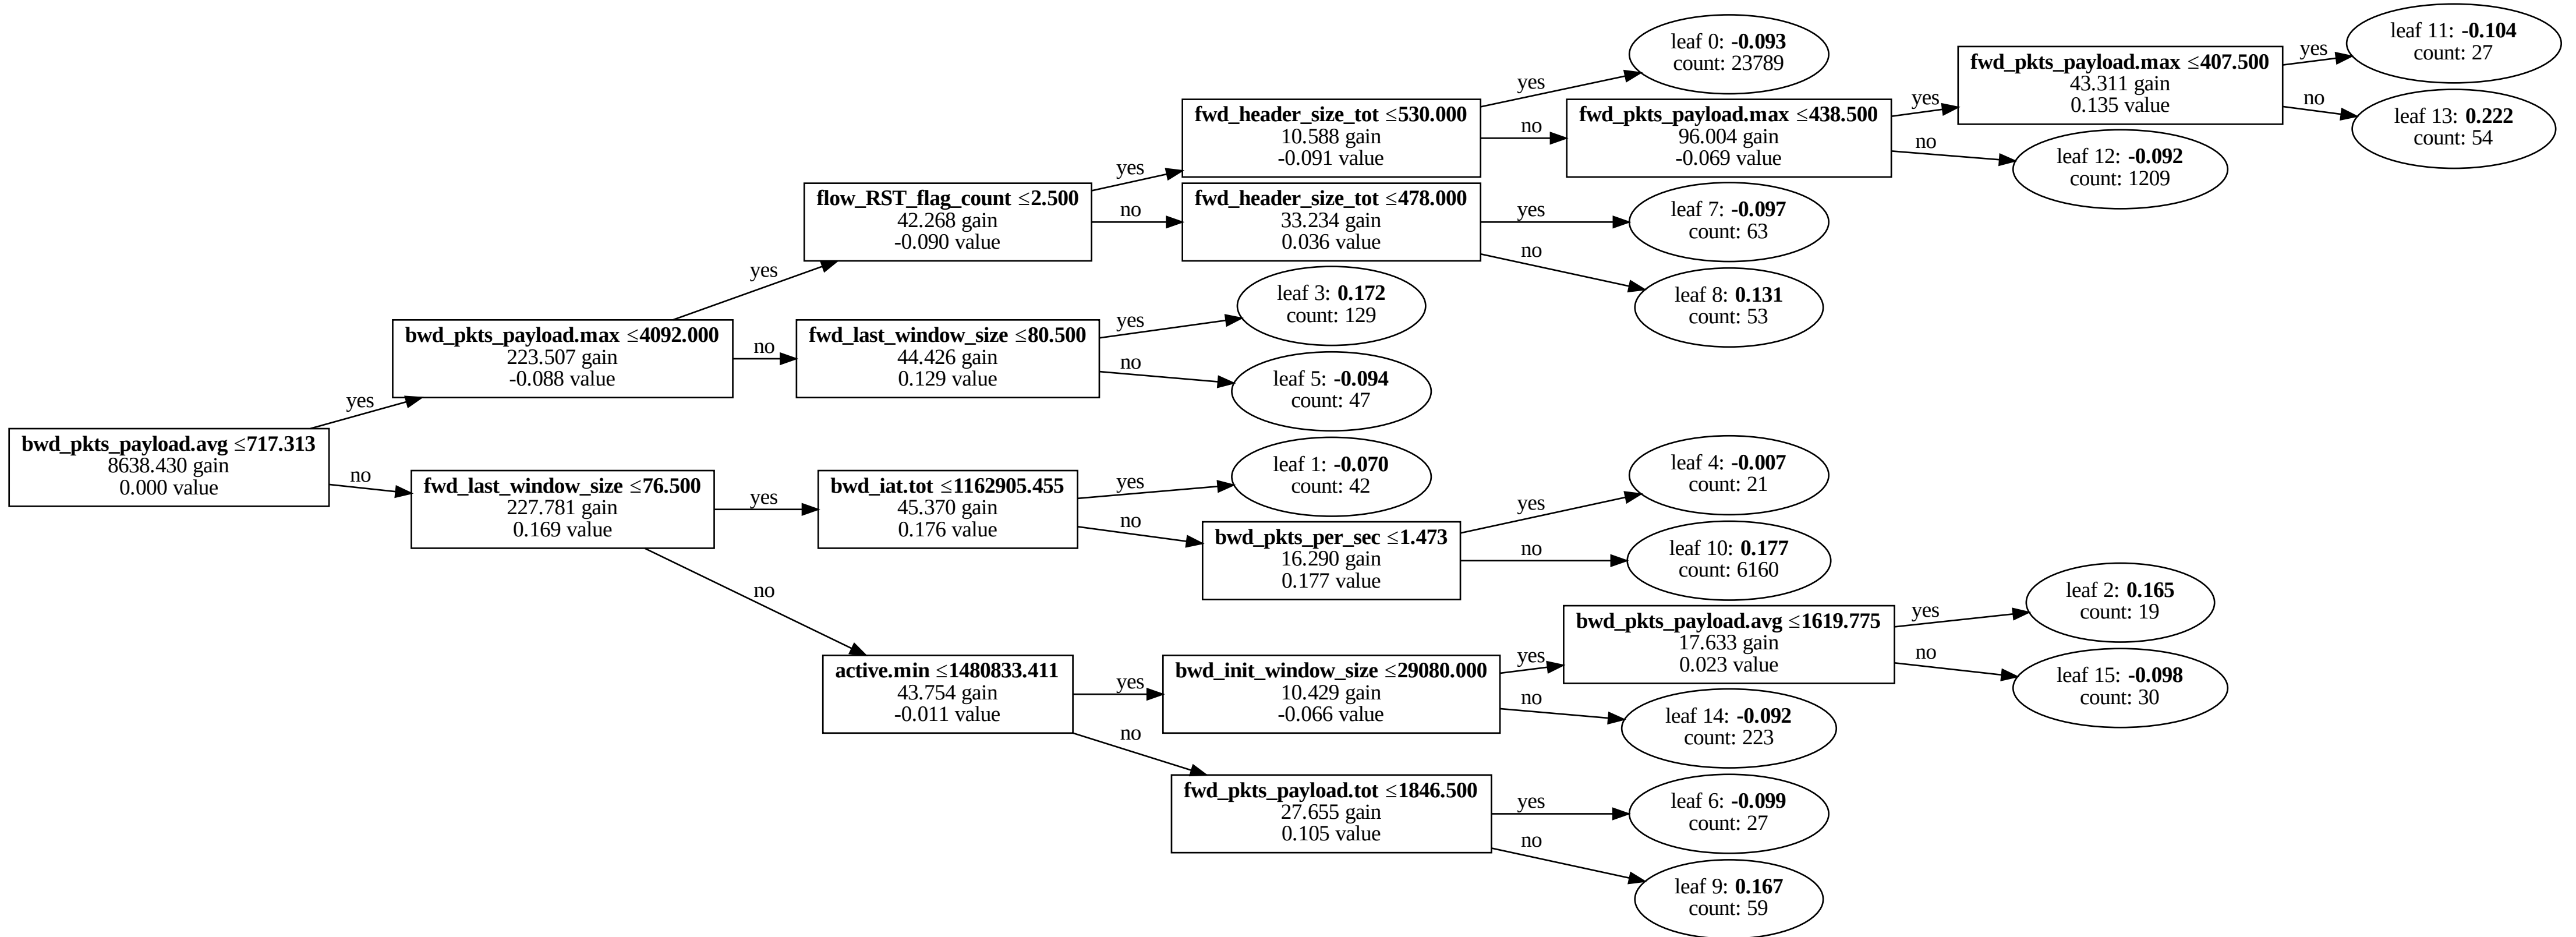 bwd_pkts_payload.avg ≤717.313
8638.430 gain
0.000 value
yes
no
bwd_pkts_payload.max ≤4092.000
223.507 gain
-0.088 value
yes
no
fwd_last_window_size ≤76.500
227.781 gain
0.169 value
yes
no
flow_RST_flag_count ≤2.500
42.268 gain
-0.090 value
yes
no
fwd_last_window_size ≤80.500
44.426 gain
0.129 value
yes
no
bwd_iat.tot ≤1162905.455
45.370 gain
0.176 value
yes
no
active.min ≤1480833.411
43.754 gain
-0.011 value
yes
no
fwd_header_size_tot ≤530.000
10.588 gain
-0.091 value
yes
no
fwd_header_size_tot ≤478.000
33.234 gain
0.036 value
yes
no
leaf 3: 0.172
count: 129
leaf 5: -0.094
count: 47
leaf 1: -0.070
count: 42
bwd_pkts_per_sec ≤1.473
16.290 gain
0.177 value
yes
no
bwd_init_window_size ≤29080.000
10.429 gain
-0.066 value
yes
no
fwd_pkts_payload.tot ≤1846.500
27.655 gain
0.105 value
yes
no
leaf 0: -0.093
count: 23789
fwd_pkts_payload.max ≤438.500
96.004 gain
-0.069 value
yes
no
leaf 7: -0.097
count: 63
leaf 8: 0.131
count: 53
leaf 4: -0.007
count: 21
leaf 10: 0.177
count: 6160
bwd_pkts_payload.avg ≤1619.775
17.633 gain
0.023 value
yes
no
leaf 14: -0.092
count: 223
leaf 6: -0.099
count: 27
leaf 9: 0.167
count: 59
fwd_pkts_payload.max ≤407.500
43.311 gain
0.135 value
yes
no
leaf 12: -0.092
count: 1209
leaf 2: 0.165
count: 19
leaf 15: -0.098
count: 30
leaf 11: -0.104
count: 27
leaf 13: 0.222
count: 54